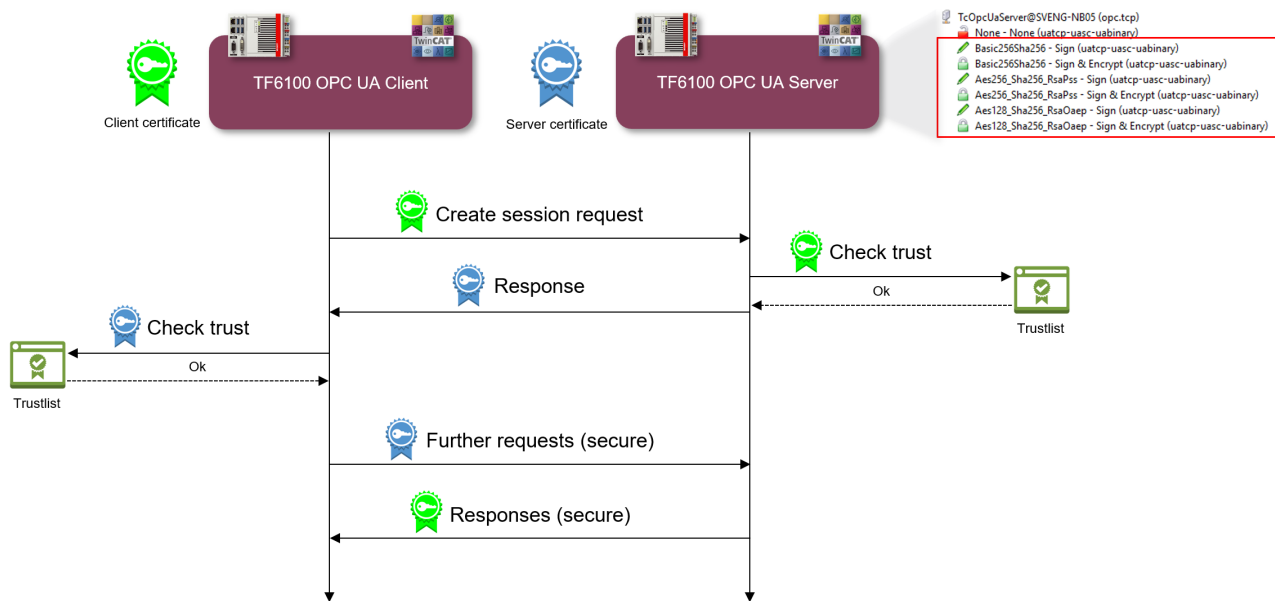 TcOpcUaServer@SVENG-NB05 (opc.tcp)
None - None (uatcp-uasc-uabinary)
Basic256Sha256 - Sign (uatcp-uasc-uabinary)
Basic256Sha256 - Sign & Encrypt (uatcp-uasc-uabinary)
Aes256_Sha256_RsaPss - Sign (uatcp-uasc-uabinary)
Aes256_Sha256_RsaPss - Sign & Encrypt (uatcp-uasc-uabinary)
Aes128_Sha256_RsaOaep - Sign (uatcp-uasc-uabinary)
Aes128_Sha256_RsaOaep - Sign & Encrypt (uatcp-uasc-uabinary)
TwinCAT
TwinCAT
TF6100 OPC UA Client
TF6100 OPC UA Server
Client certificate
Server certificate
Create session request
Check trust
Response
Ok
Trustlist
Check trust
Ok
Trustlist
Further requests (secure)
Responses (secure)